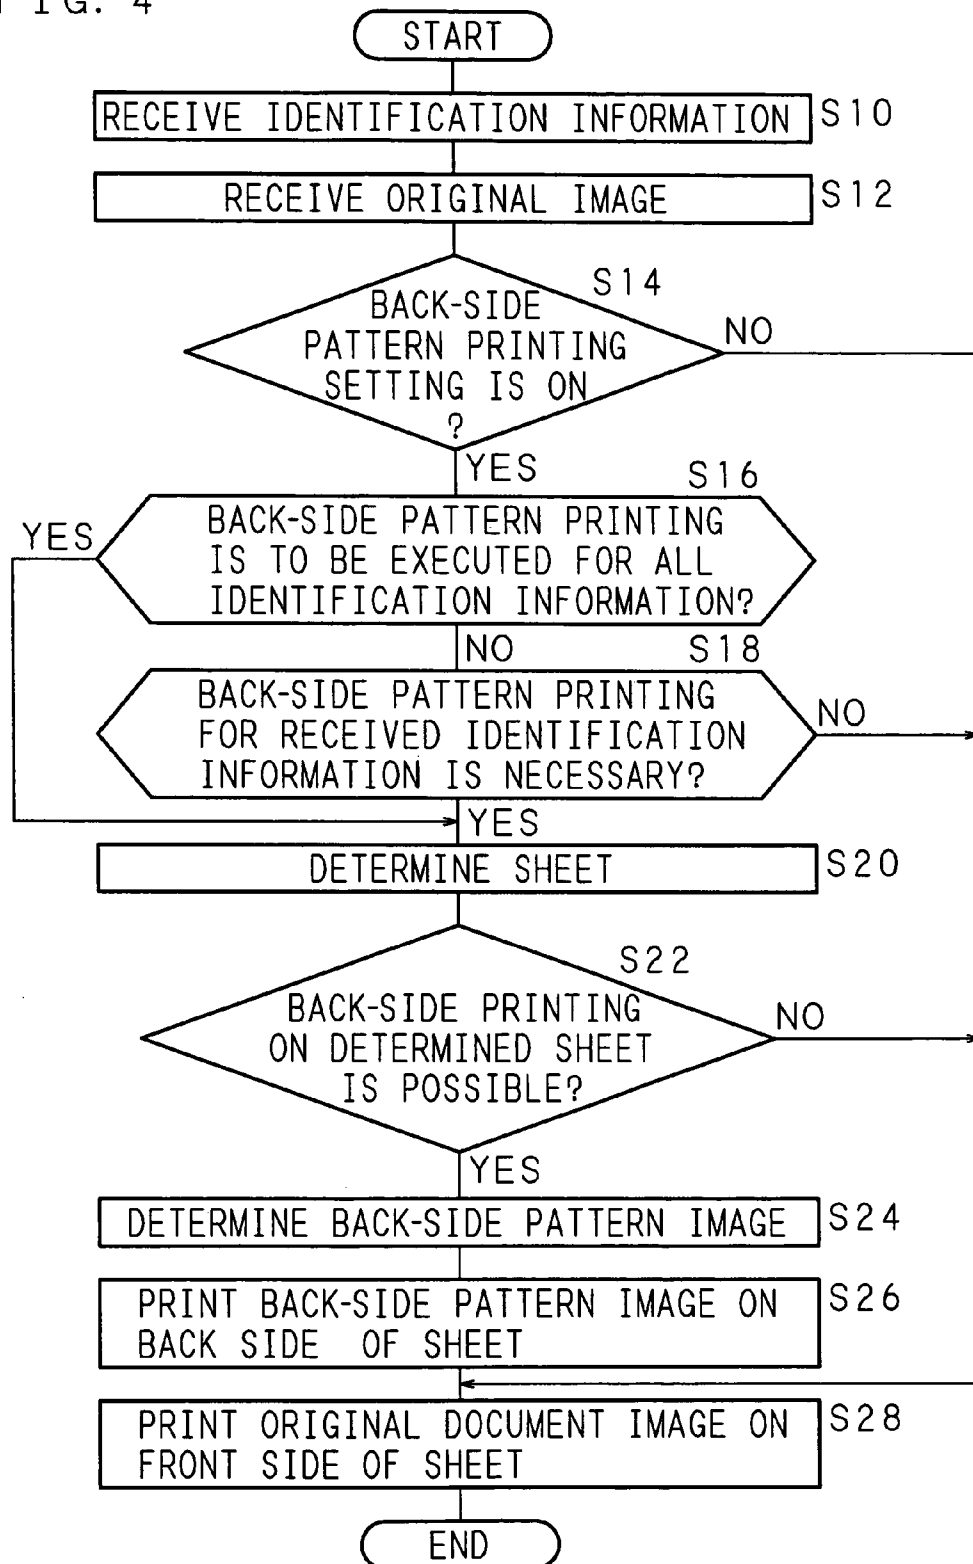 FIG. 4
START
RECEIVE IDENTIFICATION INFORMATION S10
RECEIVE ORIGINAL IMAGE S12
S14
BACK-SIDE
PATTERN PRINTING
SETTING IS ON
?
NO
YES
S16
BACK-SIDE PATTERN PRINTING
IS TO BE EXECUTED FOR ALL
IDENTIFICATION INFORMATION?
YES
NO
S18
BACK-SIDE PATTERN PRINTING
FOR RECEIVED IDENTIFICATION
INFORMATION IS NECESSARY?
NO
YES
DETERMINE SHEET S20
S22
BACK-SIDE PRINTING
ON DETERMINED SHEET
IS POSSIBLE?
NO
YES
DETERMINE BACK-SIDE PATTERN IMAGE S24
PRINT BACK-SIDE PATTERN IMAGE ON S26
BACK SIDE OF SHEET
PRINT ORIGINAL DOCUMENT IMAGE ON S28
FRONT SIDE OF SHEET
END